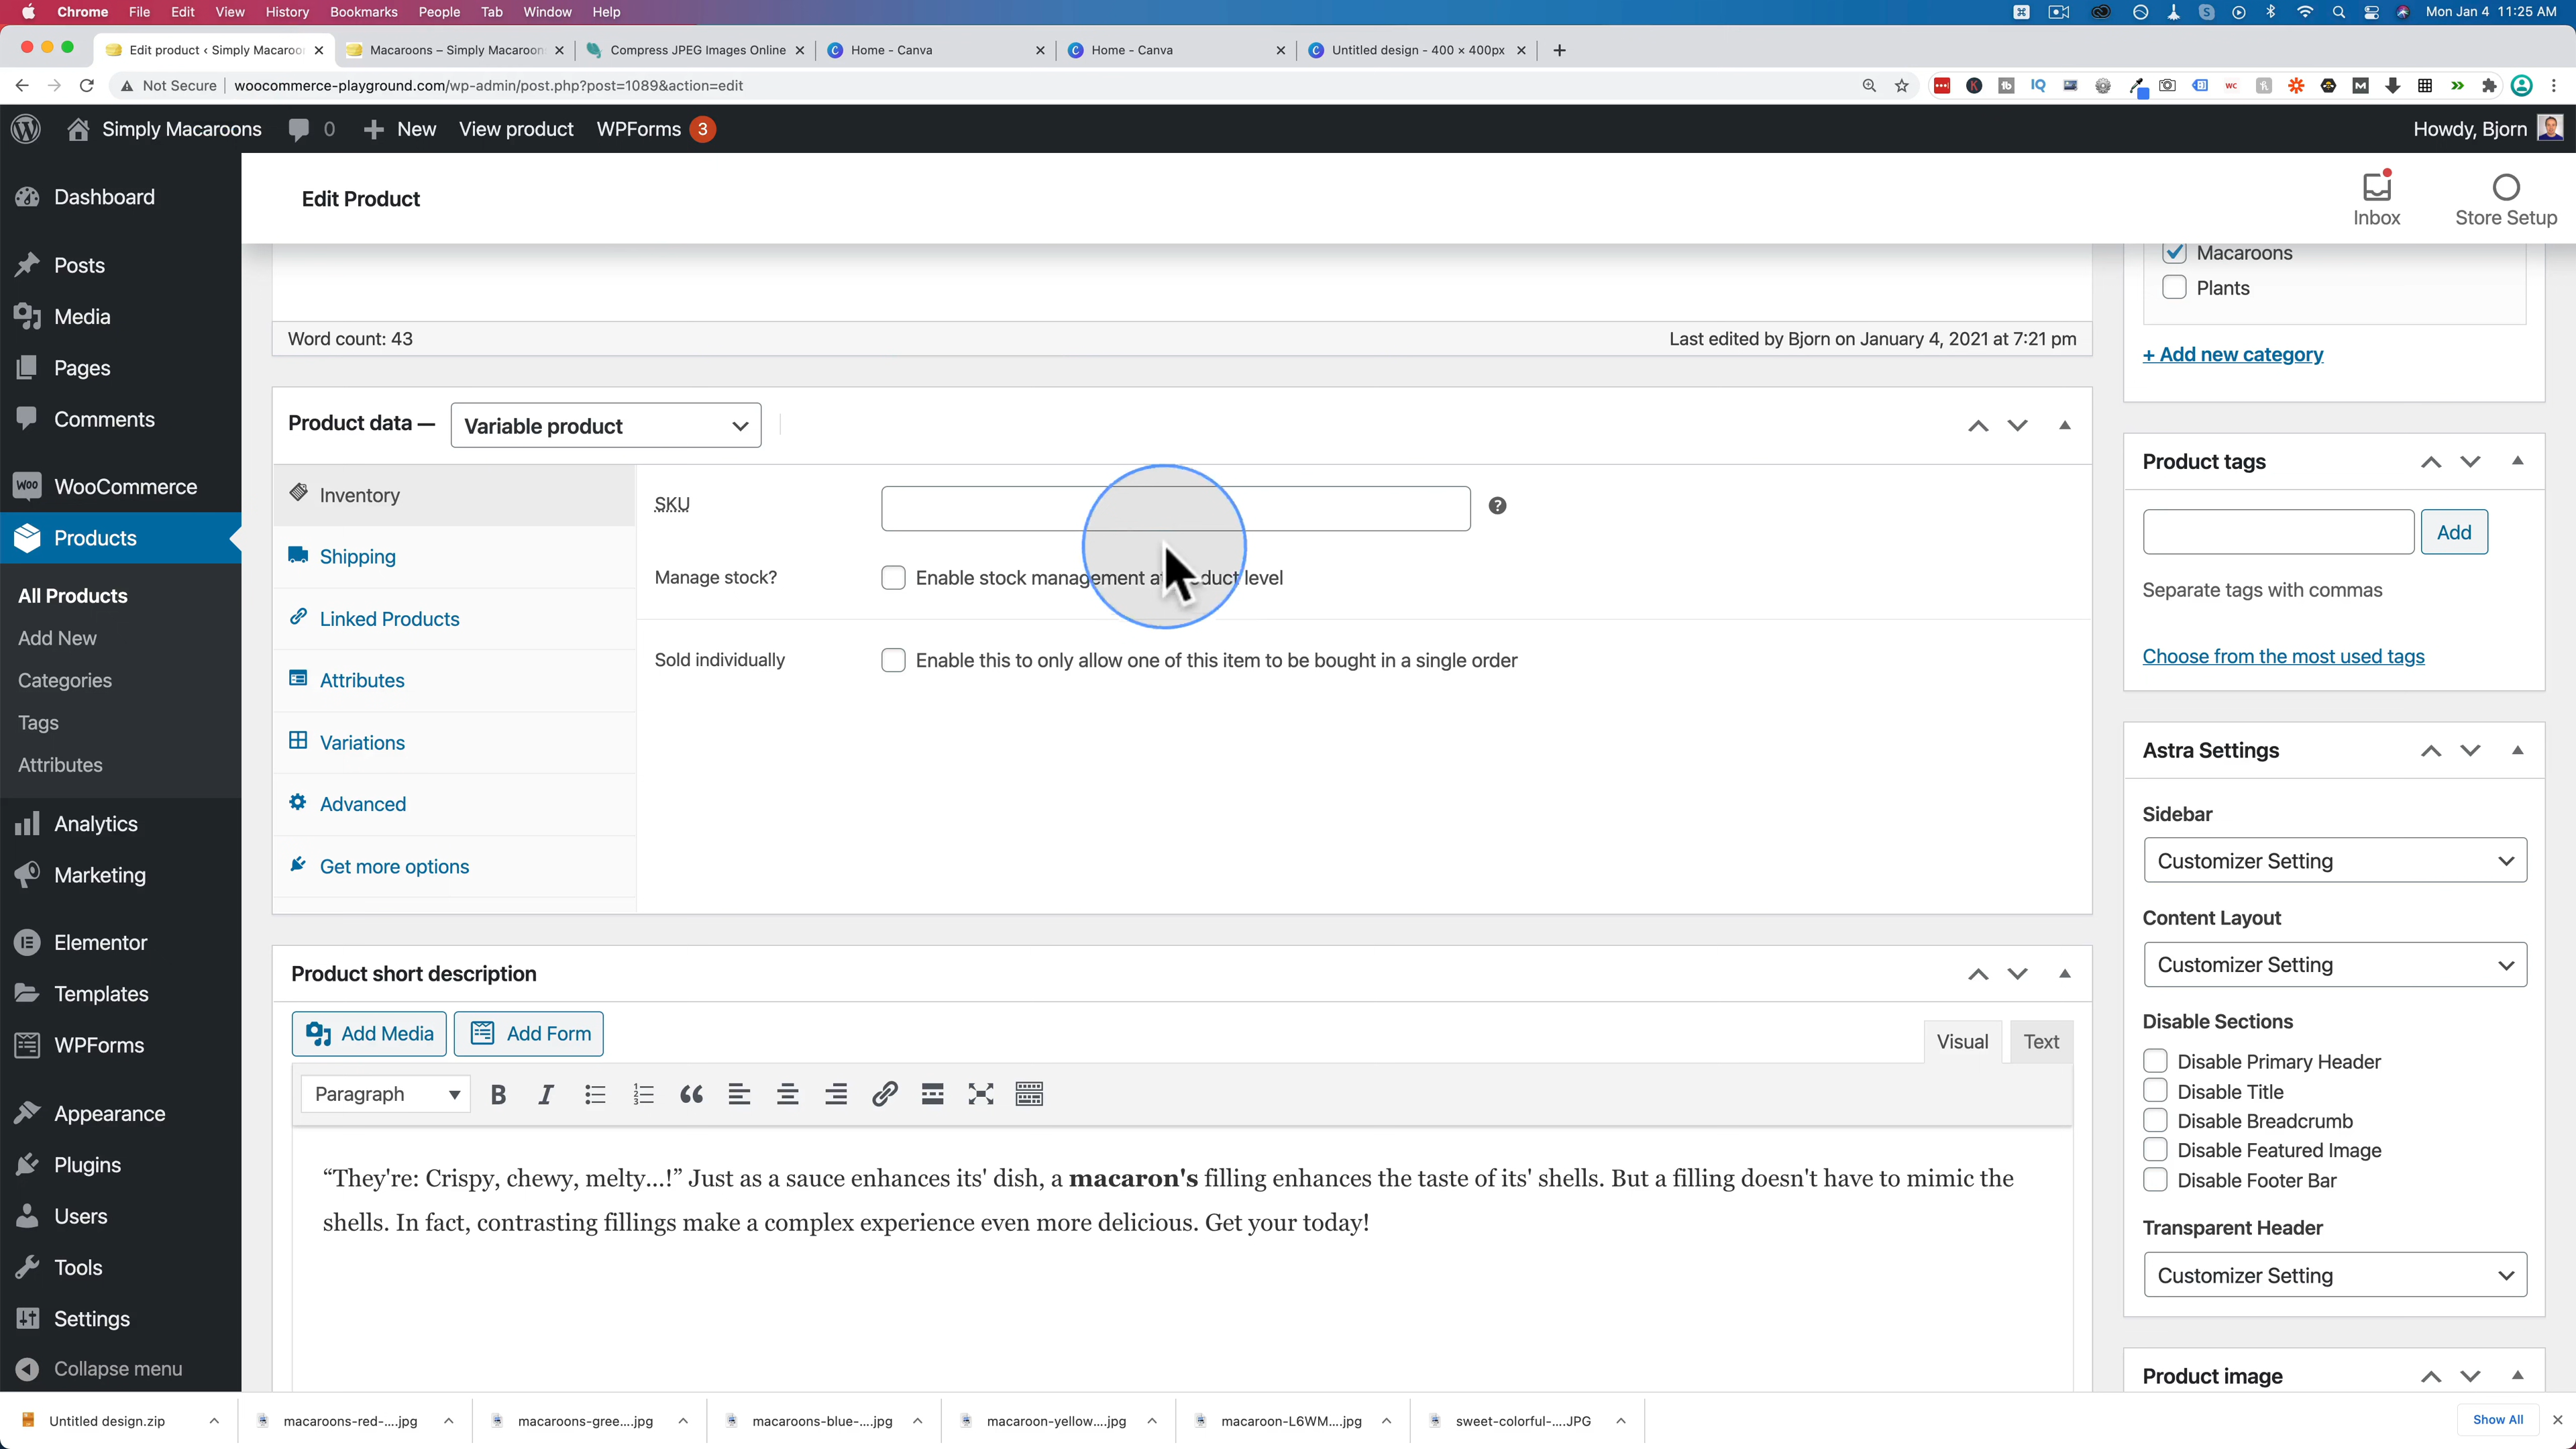 Chrome File Edit View History Bookmarks People Tab Window Help Mon Jan 4 11:25 AM
Edit product ‹ Simply Macaroo Macaroons – Simply Macaroon Compress JPEG Images Online Home - Canva Home - Canva Untitled design - 400 × 400px
Not Secure woocommerce-playground.com/wp-admin/post.php?post=1089&action=edit
Simply Macaroons 0 New View product WPForms 3 Howdy, Bjorn
Edit Product
Inbox
Store Setup
Dashboard
Posts
Media
Pages
Comments
WooCommerce
Products
All Products
Add New
Categories
Tags
Attributes
Analytics
Marketing
Elementor
Templates
WPForms
Appearance
Plugins
Users
Tools
Settings
Collapse menu
Word count: 43 Last edited by Bjorn on January 4, 2021 at 7:21 pm
Product data — Variable product
Inventory
Shipping
Linked Products
Attributes
Variations
Advanced
Get more options
SKU
Manage stock? Enable stock management at duct level
Sold individually Enable this to only allow one of this item to be bought in a single order
Product short description
Add Media Add Form Visual Text
Paragraph
“They're: Crispy, chewy, melty...!” Just as a sauce enhances its' dish, a macaron's filling enhances the taste of its' shells. But a filling doesn't have to mimic the
shells. In fact, contrasting fillings make a complex experience even more delicious. Get your today!
Macaroons
Plants
+ Add new category
Product tags
Add
Separate tags with commas
Choose from the most used tags
Astra Settings
Sidebar
Customizer Setting
Content Layout
Customizer Setting
Disable Sections
Disable Primary Header
Disable Title
Disable Breadcrumb
Disable Featured Image
Disable Footer Bar
Transparent Header
Customizer Setting
Product image
Untitled design.zip macaroons-red-....jpg macaroons-gree....jpg macaroons-blue-....jpg macaroon-yellow....jpg macaroon-L6WM....jpg sweet-colorful-....JPG Show All